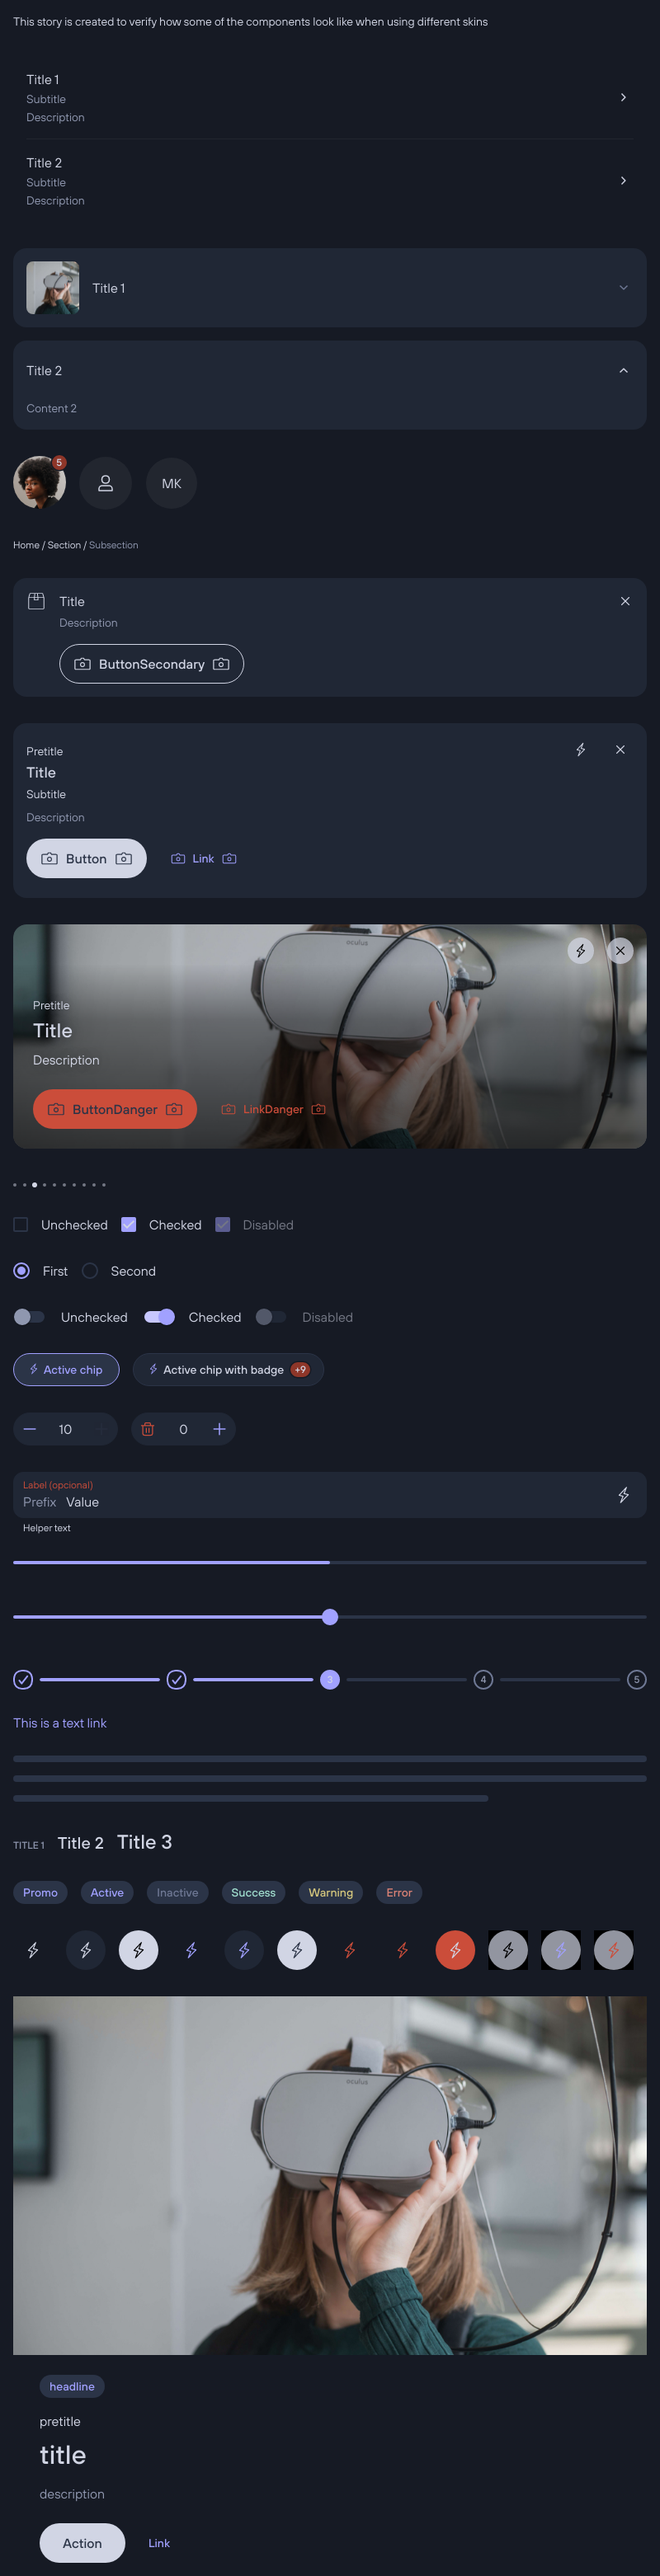 This story is created to verify how some of the components look like when using different skins
Title 1
Subtitle
Description
Title 2
Subtitle
Description
Title 1
Title 2
Content 2
5
MK
Home / Section / Subsection
Title
Description
ButtonSecondary
Pretitle
Title
Subtitle
Description
Button Link
oculus
Pretitle
Title
Description
ButtonDanger LinkDanger
Unchecked Checked Disabled
First Second
Unchecked Checked Disabled
Active chip Active chip with badge +9
10 0
Label (opcional)
Prefix Value
Helper text
3 4 5
This is a text link
TITLE 1 Title 2 Title 3
Promo Active Inactive Success Warning Error
oculus
headline
pretitle
title
description
Action Link